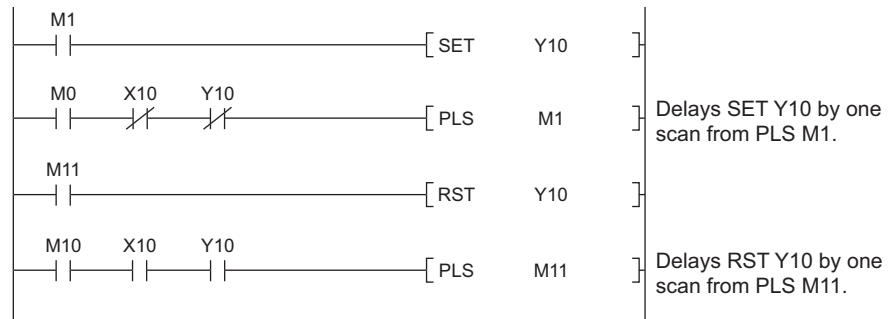 M1
SET Y10
M0 X10 Y10
PLS M1
Delays SET Y10 by one
scan from PLS M1.
M11
RST Y10
M10 X10 Y10
PLS M11
Delays RST Y10 by one
scan from PLS M11.